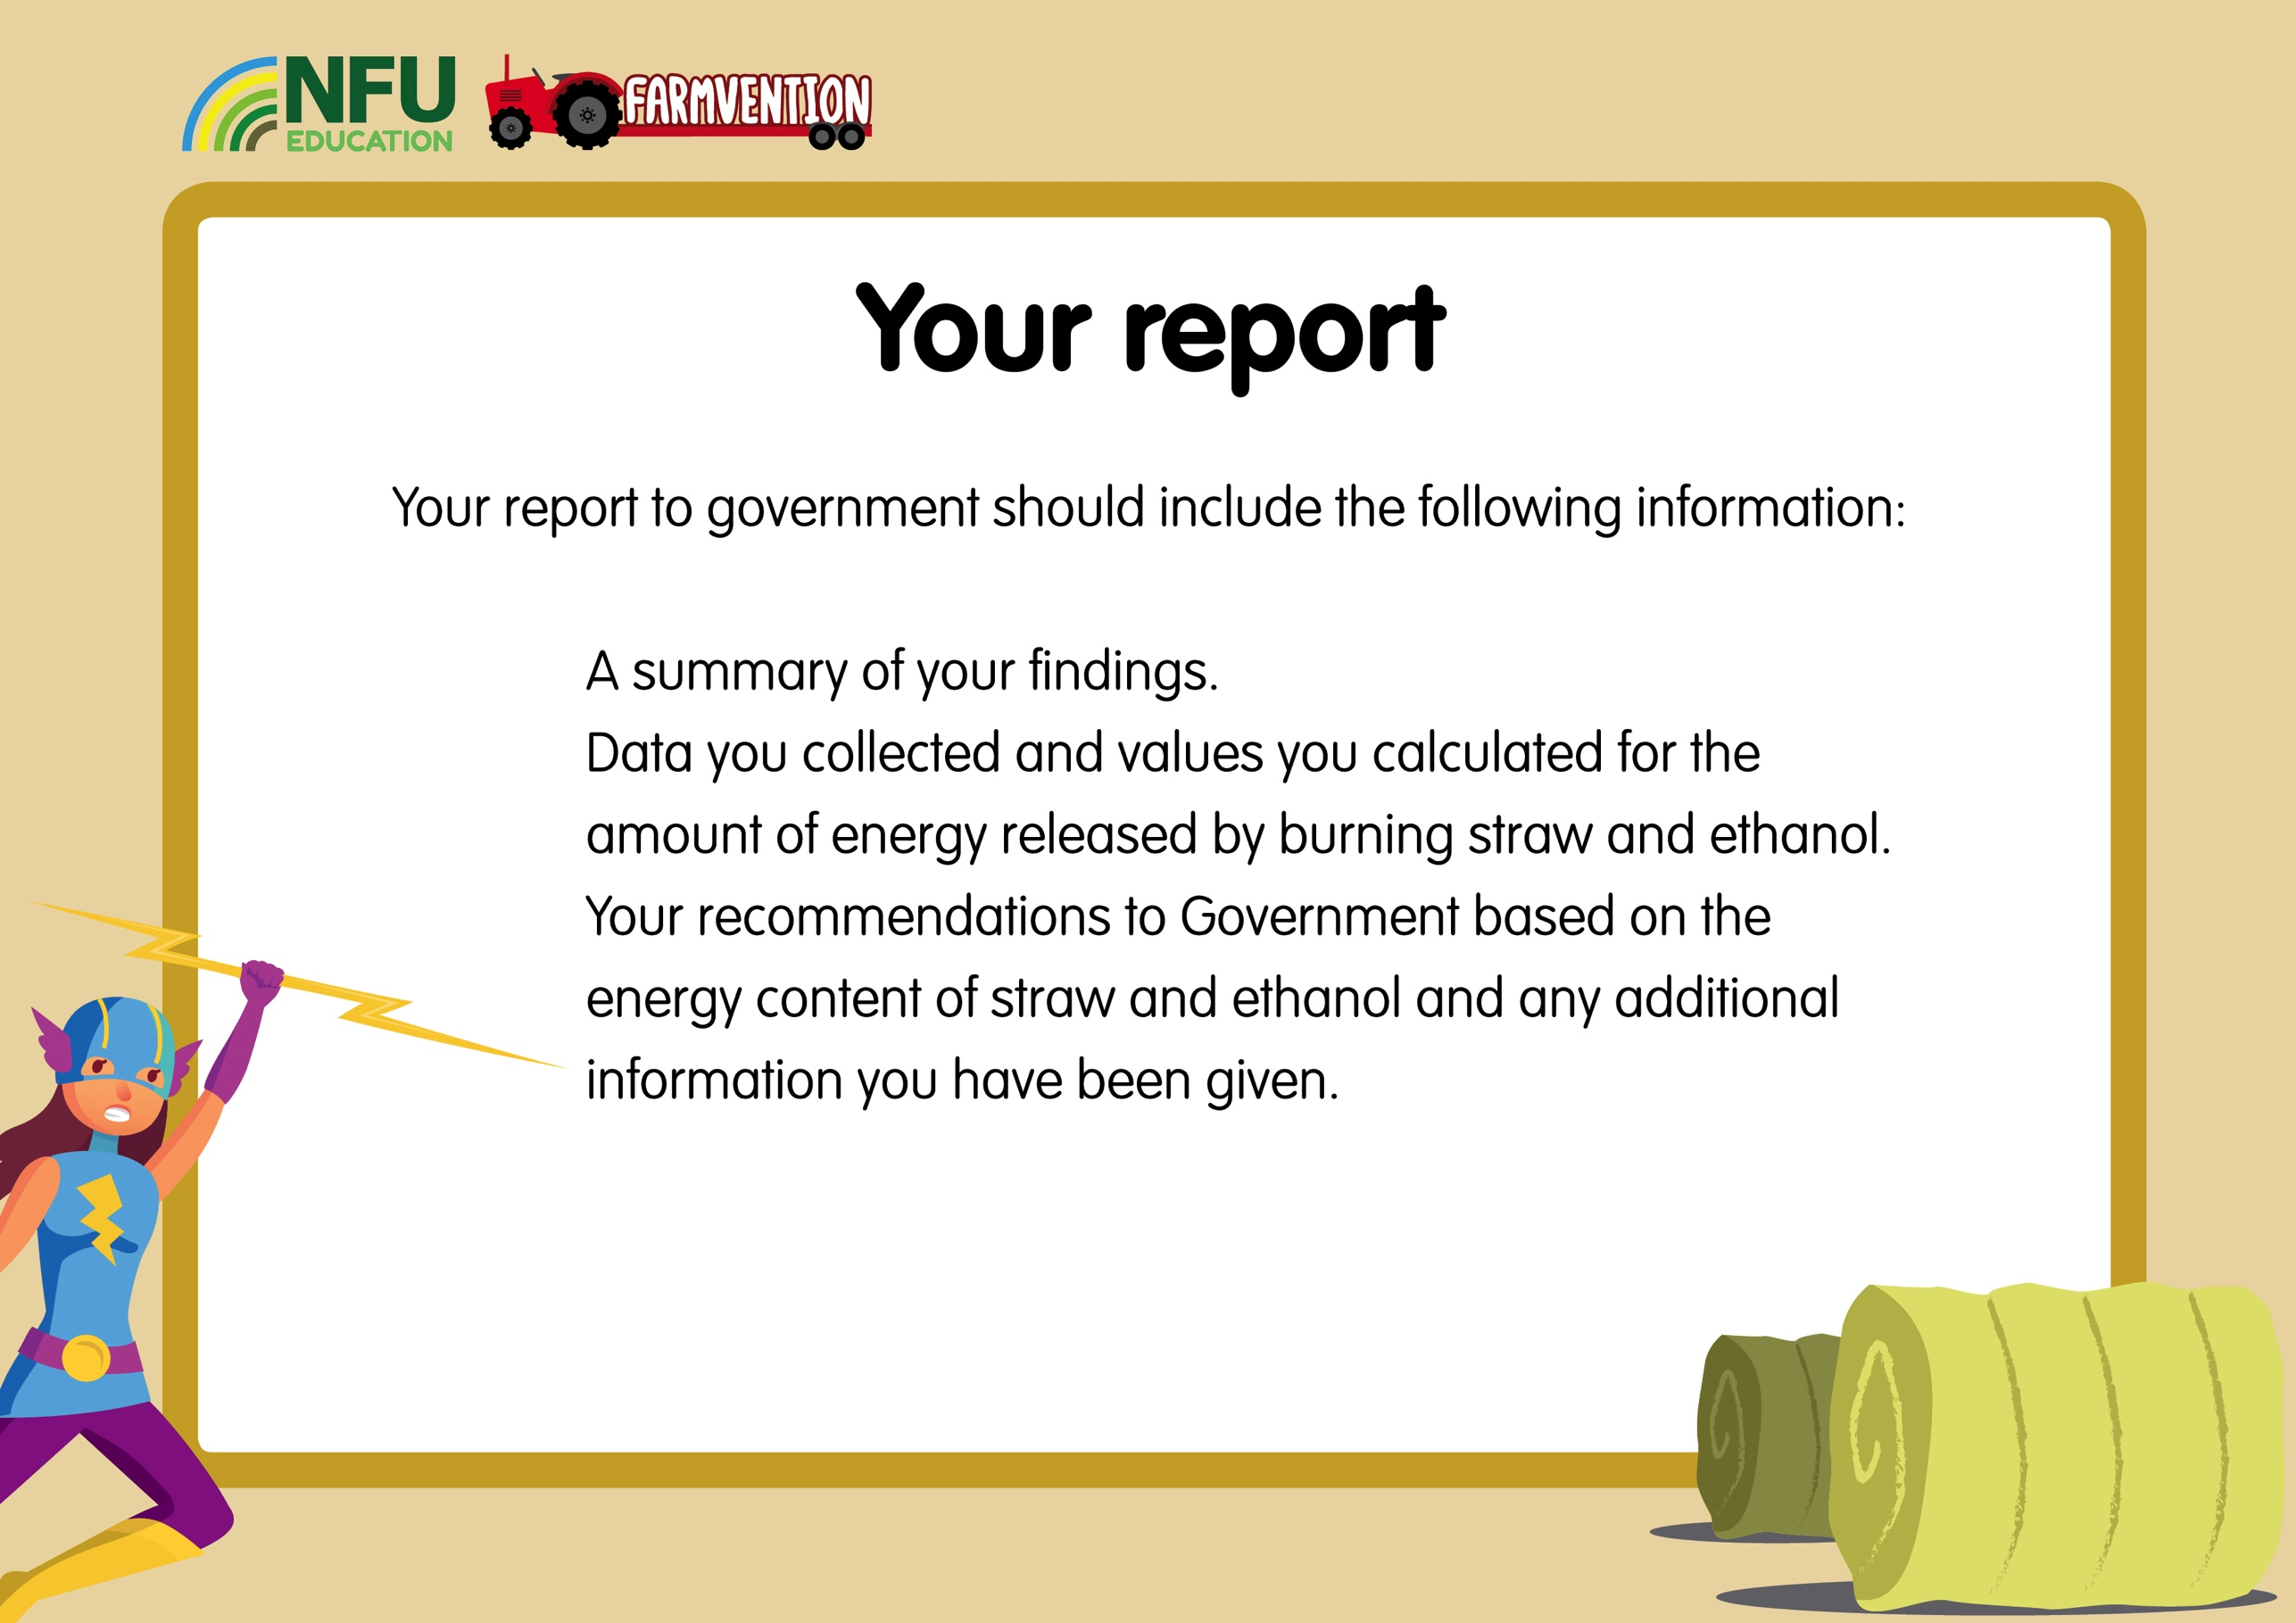 NFU
EDUCATION
FARMVENTION
Your report
Your report to government should include the following information:
A summary of your findings.
Data you collected and values you calculated for the
amount of energy released by burning straw and ethanol.
Your recommendations to Government based on the
energy content of straw and ethanol and any additional
information you have been given.